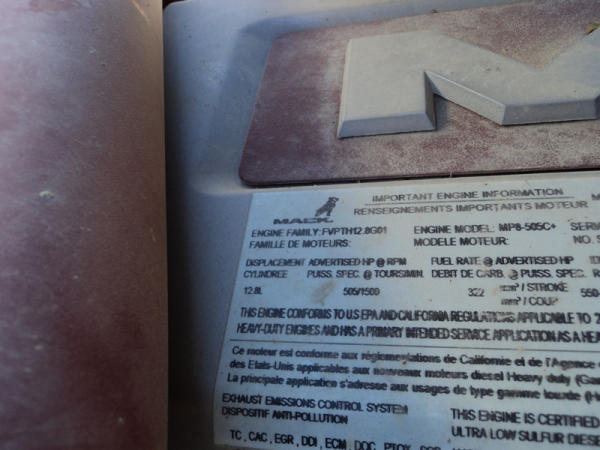 M
IMPORTANT ENGINE INFORMATION
RENSEIGNEMENTS IMPORTANTS MOTEUR
MACK
ENGINE FAMILY: FVPTH12.8G01 ENGINE MODEL: MP8-505C+
FAMILLE DE MOTEURS: MODELE MOTEUR: NO.
DISPLACEMENT ADVERTISED HP @ RPM FUEL RATE @ ADVERTISED HP
CYLINDREE PUISS. SPEC. @ TOURS/MIN. DEBIT DE CARB. @ PUISS. SPEC.
12.8L 505/1500 322 mm³ / STROKE 550-
mm³ / COUP
THIS ENGINE CONFORMS TO U.S EPA AND CALIFORNIA REGULATIONS APPLICABLE TO
HEAVY-DUTY ENGINES AND HAS A PRIMARY INTENDED SERVICE APPLICATION AS A
Ce moteur est conforme aux réglementations de Californie et de l'Agence
des Etats-Unis applicables aux nouveaux moteurs diesel Heavy duty
La principale application s'adresse aux usages de type gamme lourde
EXHAUST EMISSIONS CONTROL SYSTEM
DISPOSITIF ANTI-POLLUTION
THIS ENGINE IS CERTIFIED
ULTRA LOW SULFUR
TC , CAC , EGR , DDI , ECM , DOC , PTOX ,